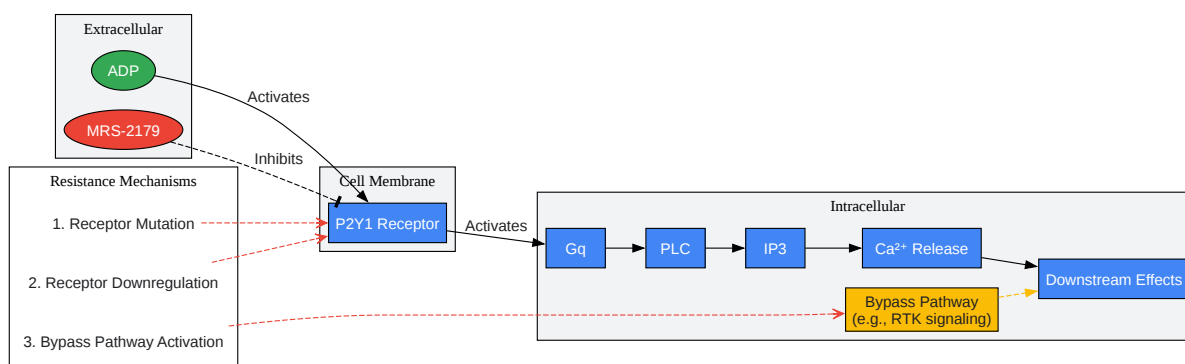 Extracellular
ADP
Activates
MRS-2179
Inhibits
Resistance Mechanisms
Cell Membrane
1. Receptor Mutation
P2Y1 Receptor
Activates
Intracellular
Gq
PLC
IP3
Ca²⁺ Release
2. Receptor Downregulation
Downstream Effects
Bypass Pathway
(e.g., RTK signaling)
3. Bypass Pathway Activation